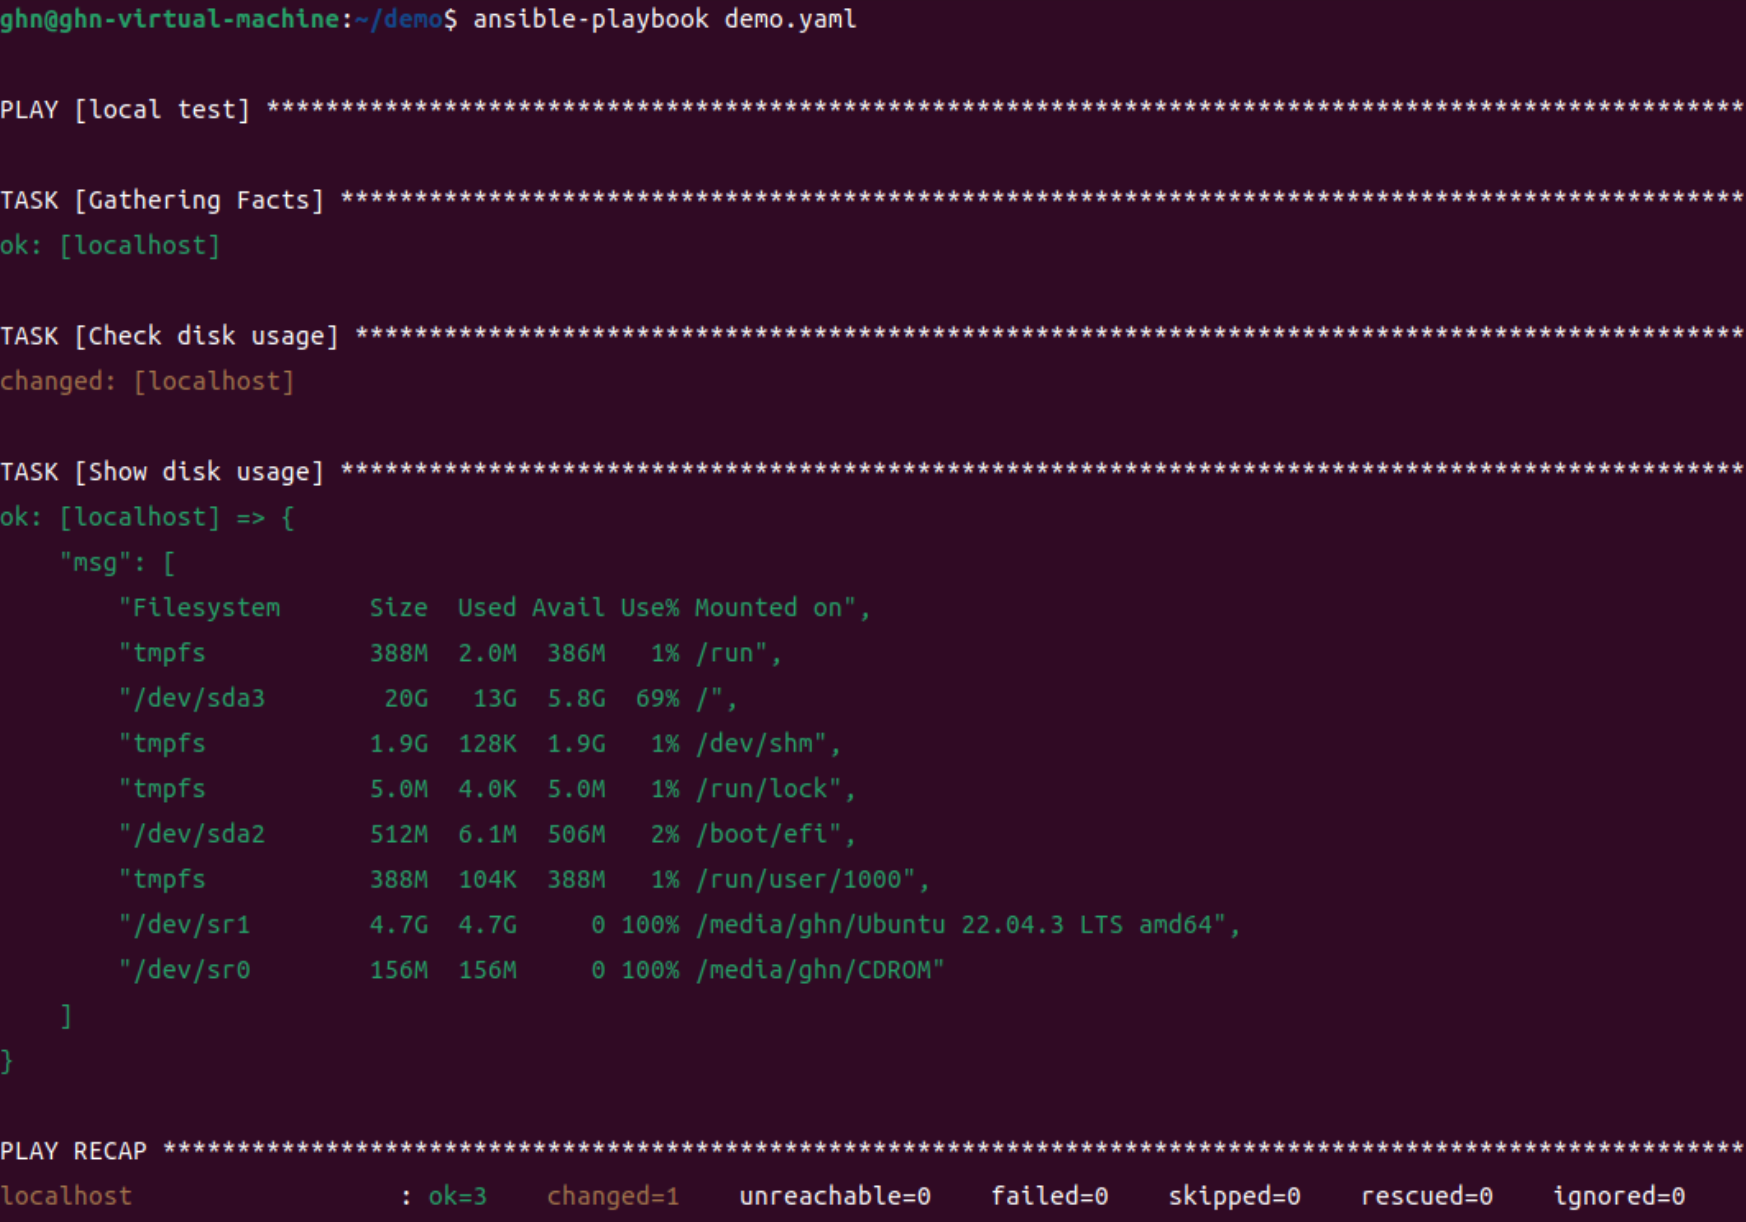 ghn@ghn-virtual-machine:~/demo$ ansible-playbook demo.yaml
PLAY [local test] ****************************************************************************************************
TASK [Gathering Facts] ***********************************************************************************************
ok: [localhost]
TASK [Check disk usage] **********************************************************************************************
changed: [localhost]
TASK [Show disk usage] ***********************************************************************************************
ok: [localhost] => {
    "msg": [
        "Filesystem      Size  Used Avail Use% Mounted on",
        "tmpfs           388M  2.0M  386M   1% /run",
        "/dev/sda3        20G   13G  5.8G  69% /",
        "tmpfs           1.9G  128K  1.9G   1% /dev/shm",
        "tmpfs           5.0M  4.0K  5.0M   1% /run/lock",
        "/dev/sda2       512M  6.1M  506M   2% /boot/efi",
        "tmpfs           388M  104K  388M   1% /run/user/1000",
        "/dev/sr1        4.7G  4.7G     0 100% /media/ghn/Ubuntu 22.04.3 LTS amd64",
        "/dev/sr0        156M  156M     0 100% /media/ghn/CDROM"
    ]
}
PLAY RECAP ***********************************************************************************************************
localhost                  : ok=3    changed=1    unreachable=0    failed=0    skipped=0    rescued=0    ignored=0